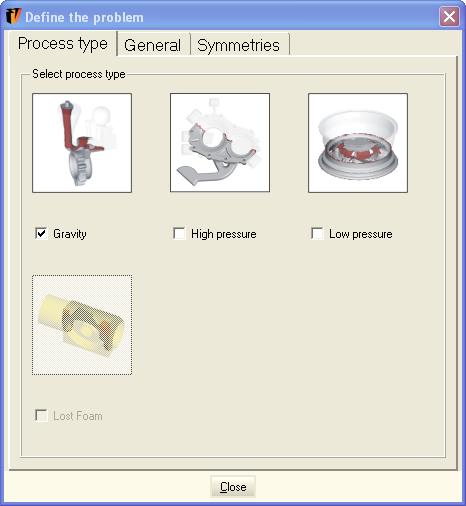 Define the problem
Process type General Symmetries
Select process type
Gravity High pressure Low pressure
Lost Foam
Close